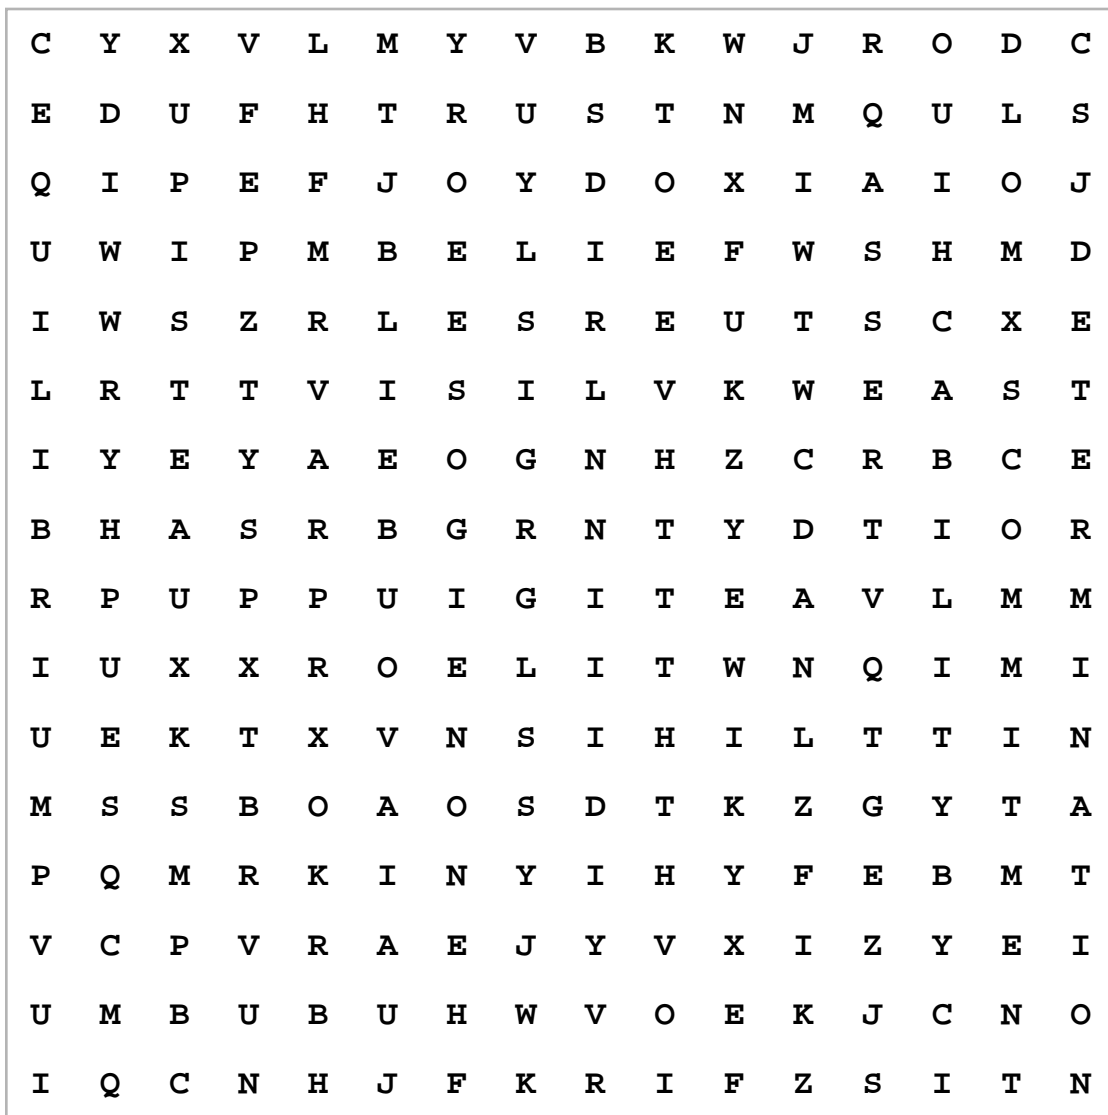 C Y X V L M Y V B K W J R O D C
E D U F H T R U S T N M Q U L S
Q I P E F J O Y D O X I A I O J
U W I P M B E L I E F W S H M D
I W S Z R L E S R E U T S C X E
L R T T V I S I L V K W E A S T
I Y E Y A E O G N H Z C R B C E
B H A S R B G R N T Y D T I O R
R P U P P U I G I T E A V L M M
I U X X R O E L I T W N Q I M I
U E K T X V N S I H I L T T I N
M S S B O A O S D T K Z G Y T A
P Q M R K I N Y I H Y F E B M T
V C P V R A E J Y V X I Z Y E I
U M B U B U H W V O E K J C N O
I Q C N H J F K R I F Z S I T N